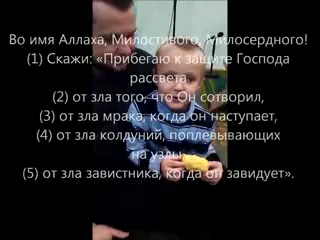 Во имя Аллаха, Милостивого, Милосердного!
(1) Скажи: «Прибегаю к защите Господа
рассвета
(2) от зла того, что Он сотворил,
(3) от зла мрака, когда он наступает,
(4) от зла колдуний, поплевывающих
на узлы,
(5) от зла завистника, когда он завидует».